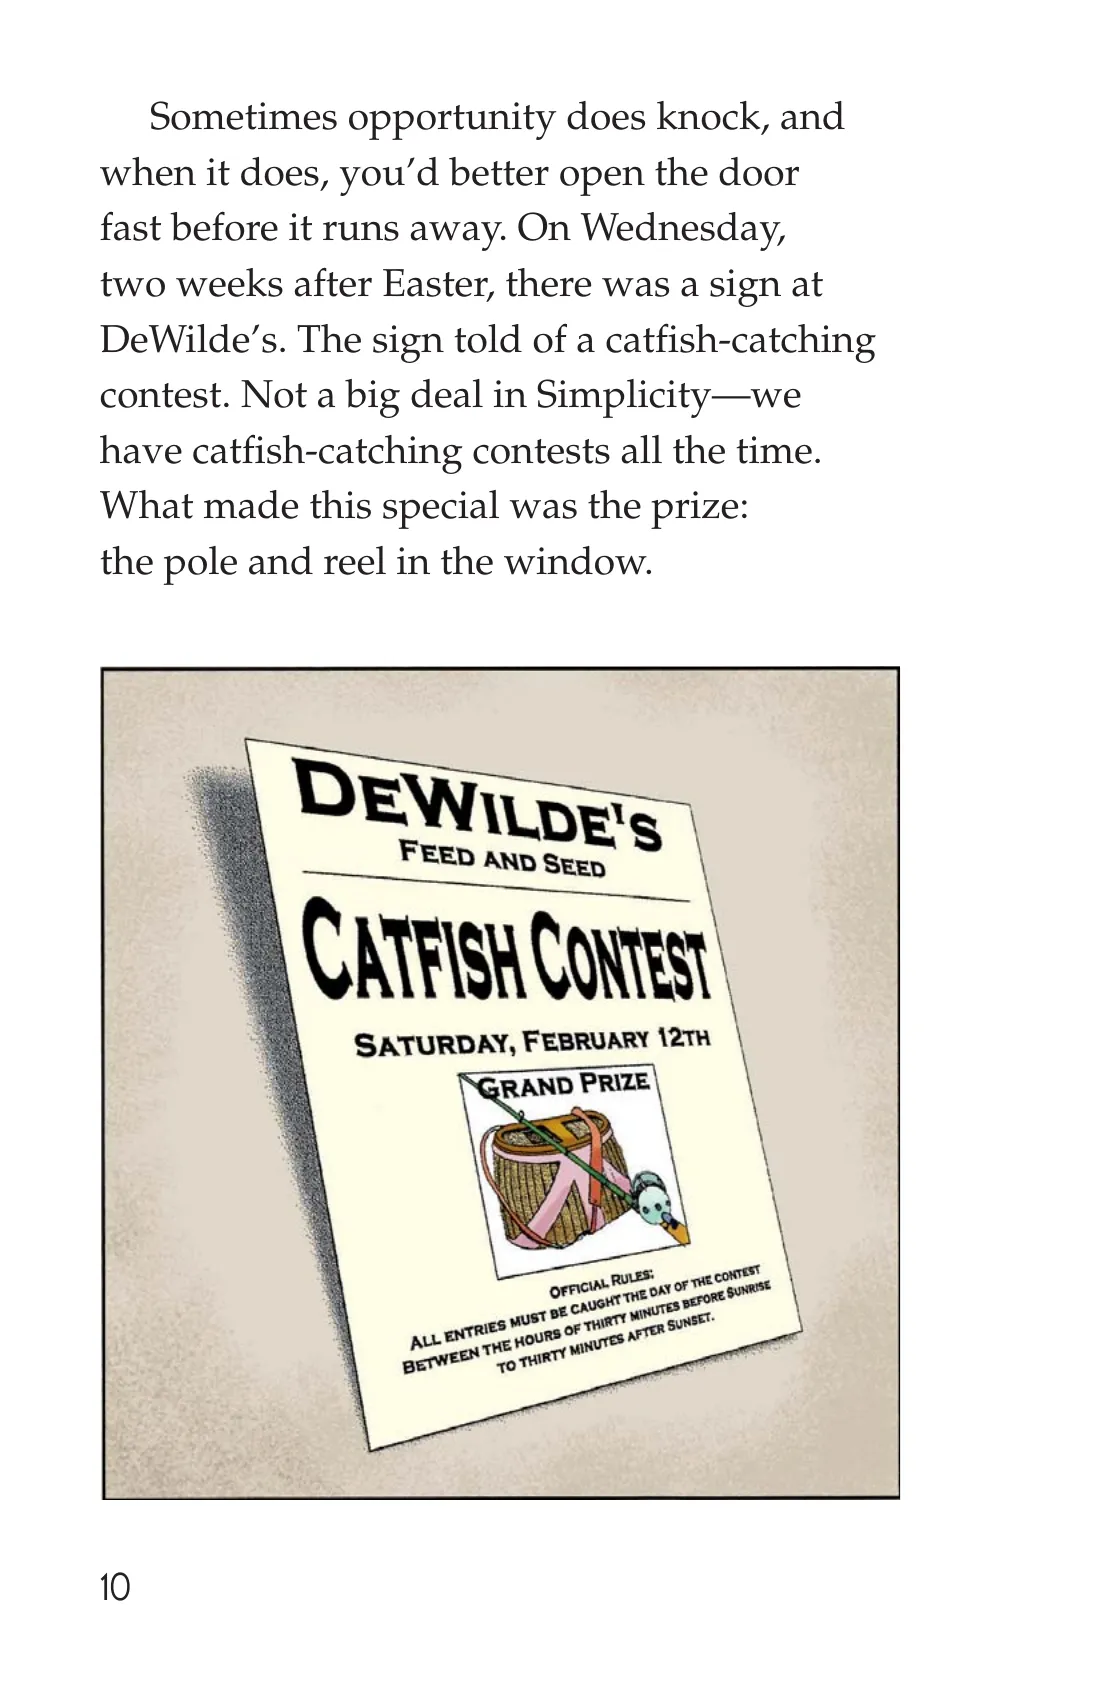 Sometimes opportunity does knock, and
when it does, you’d better open the door
fast before it runs away. On Wednesday,
two weeks after Easter, there was a sign at
DeWilde’s. The sign told of a catfish-catching
contest. Not a big deal in Simplicity—we
have catfish-catching contests all the time.
What made this special was the prize:
the pole and reel in the window.
DeWilde's
Feed and Seed
Catfish Contest
Saturday, February 12th
Grand Prize
Official Rules:
All entries must be caught the day of the contest
Between the hours of thirty minutes before Sunrise
to thirty minutes after Sunset.
10